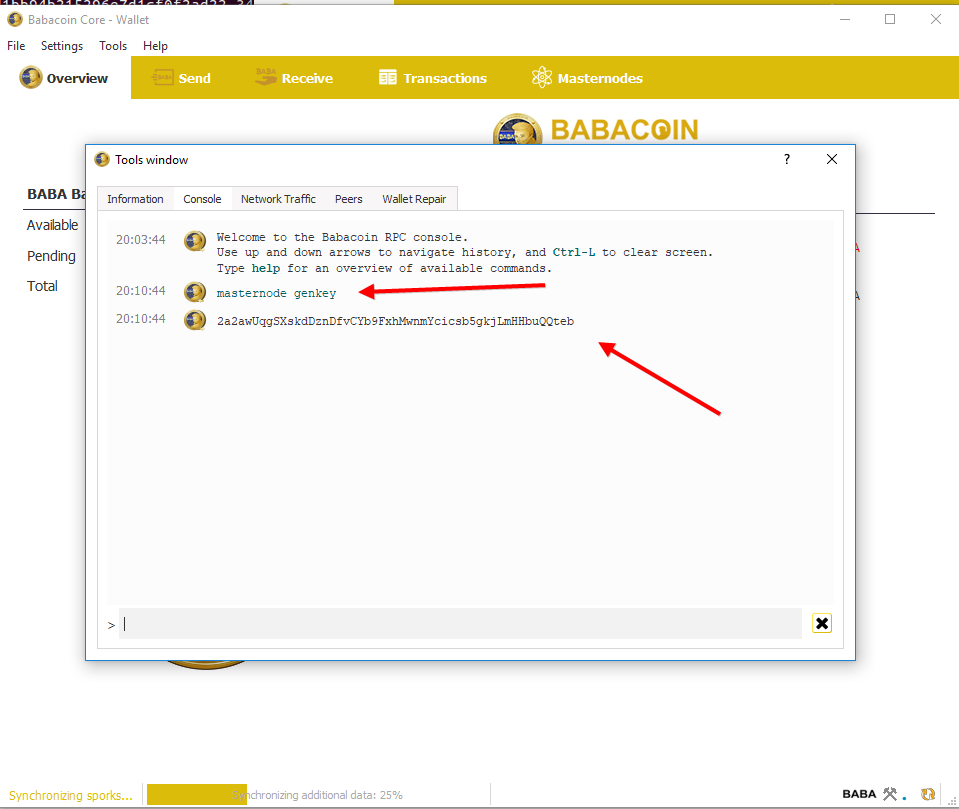 Babacoin Core - Wallet
File Settings Tools Help
Overview Send Receive Transactions Masternodes
BABACOIN
Tools window
?
BABA
Information Console Network Traffic Peers Wallet Repair
Available
Pending
Total
20:03:44 Welcome to the Babacoin RPC console.
Use up and down arrows to navigate history, and Ctrl-L to clear screen.
Type help for an overview of available commands.
20:10:44 masternode genkey
20:10:44 2a2awUqgSXskdDznDfvCYb9FxhMwnmYcicsb5gkjLmHHbuQQteb
>
Synchronizing sporks... Synchronizing additional data: 25% BABA